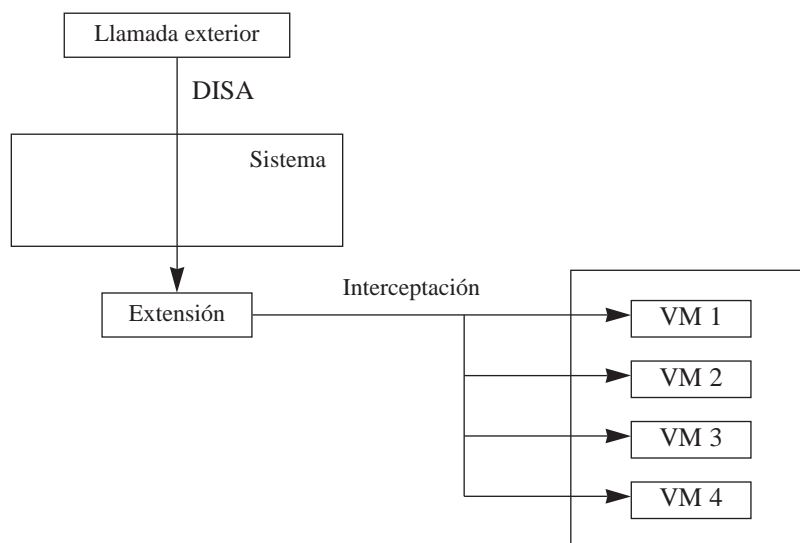 Llamada exterior
DISA
Sistema
Interceptación
Extensión
VM 1
VM 2
VM 3
VM 4